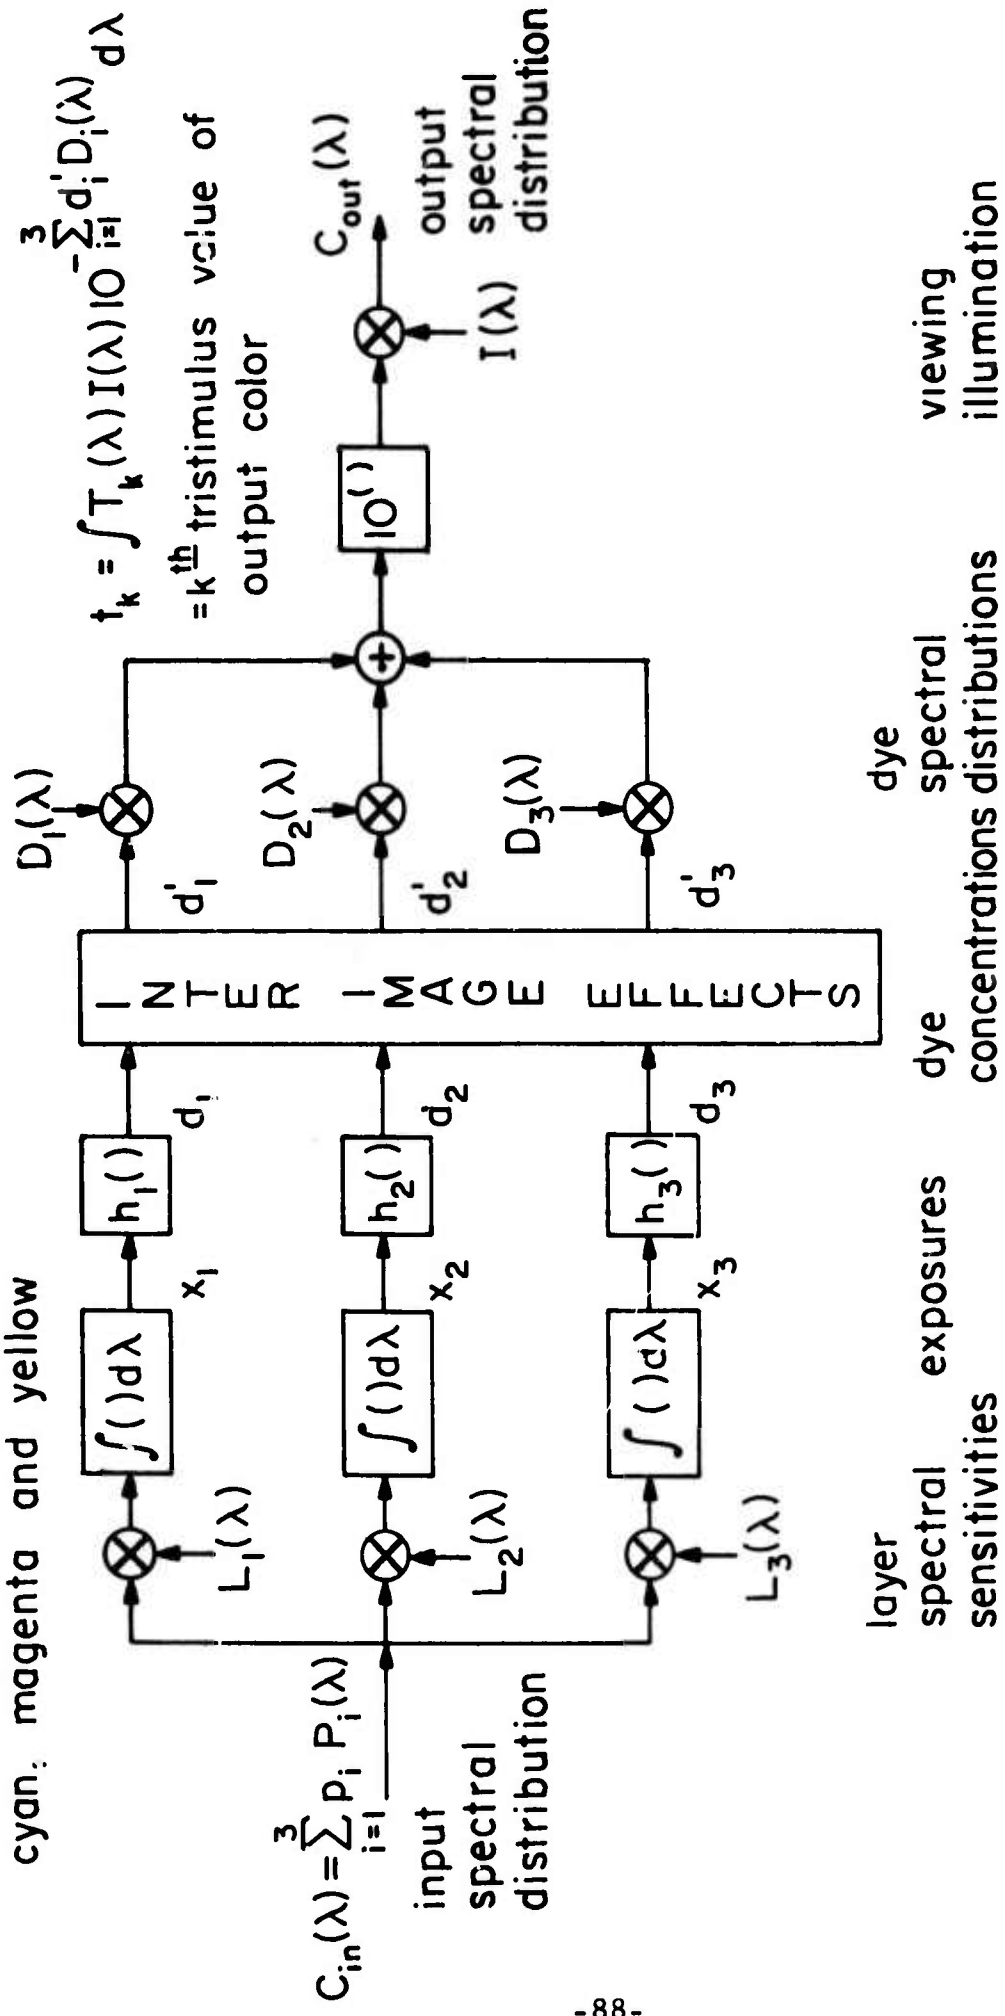 cyan, magenta and yellow
t_k = ∫T_k(λ)I(λ)10^{-∑_{i=1}^{3} d'_i D_i(λ)} dλ
=k^{th} tristimulus value of
output color
C_in(λ) = ∑_{i=1}^{3} p_i P_i(λ)
input
spectral
distribution
L_1(λ)
∫()dλ
x_1
h_1()
d_1
L_2(λ)
∫()dλ
x_2
h_2()
d_2
L_3(λ)
∫()dλ
x_3
h_3()
d_3
INTER IMAGE EFFECTS
d'_1
D_1(λ)
d'_2
D_2(λ)
d'_3
D_3(λ)
+
10^()
I(λ)
C_out(λ)
output
spectral
distribution
layer
spectral
sensitivities
exposures
dye
concentrations
dye
spectral
distributions
viewing
illumination
-88-